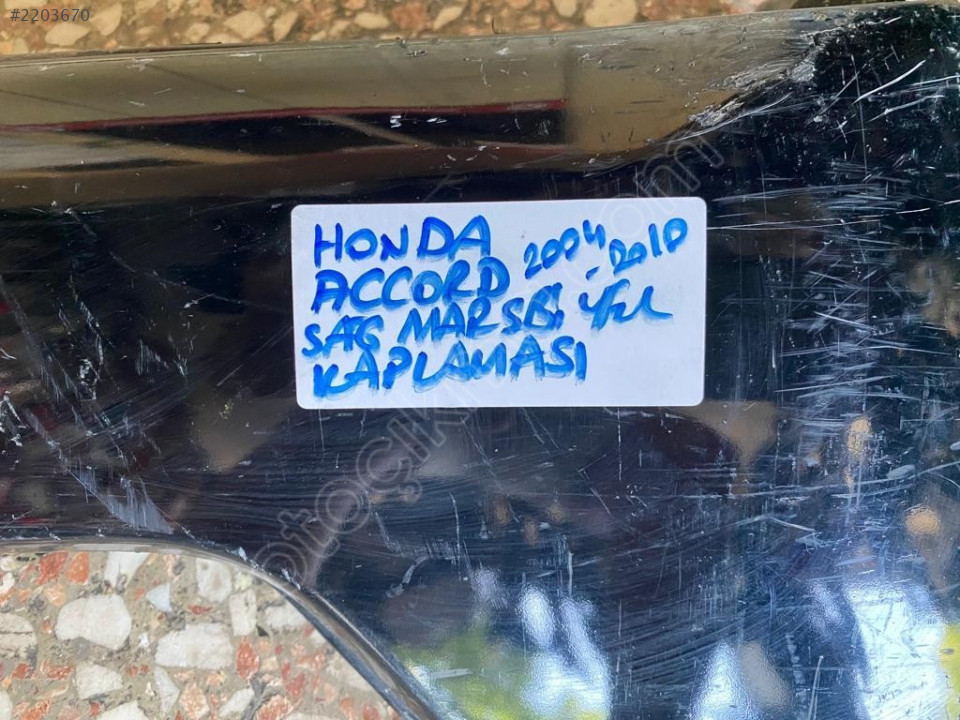 #2203670
HONDA
ACCORD 2004-2010
SAG MARSBİ
KAPLAMASI